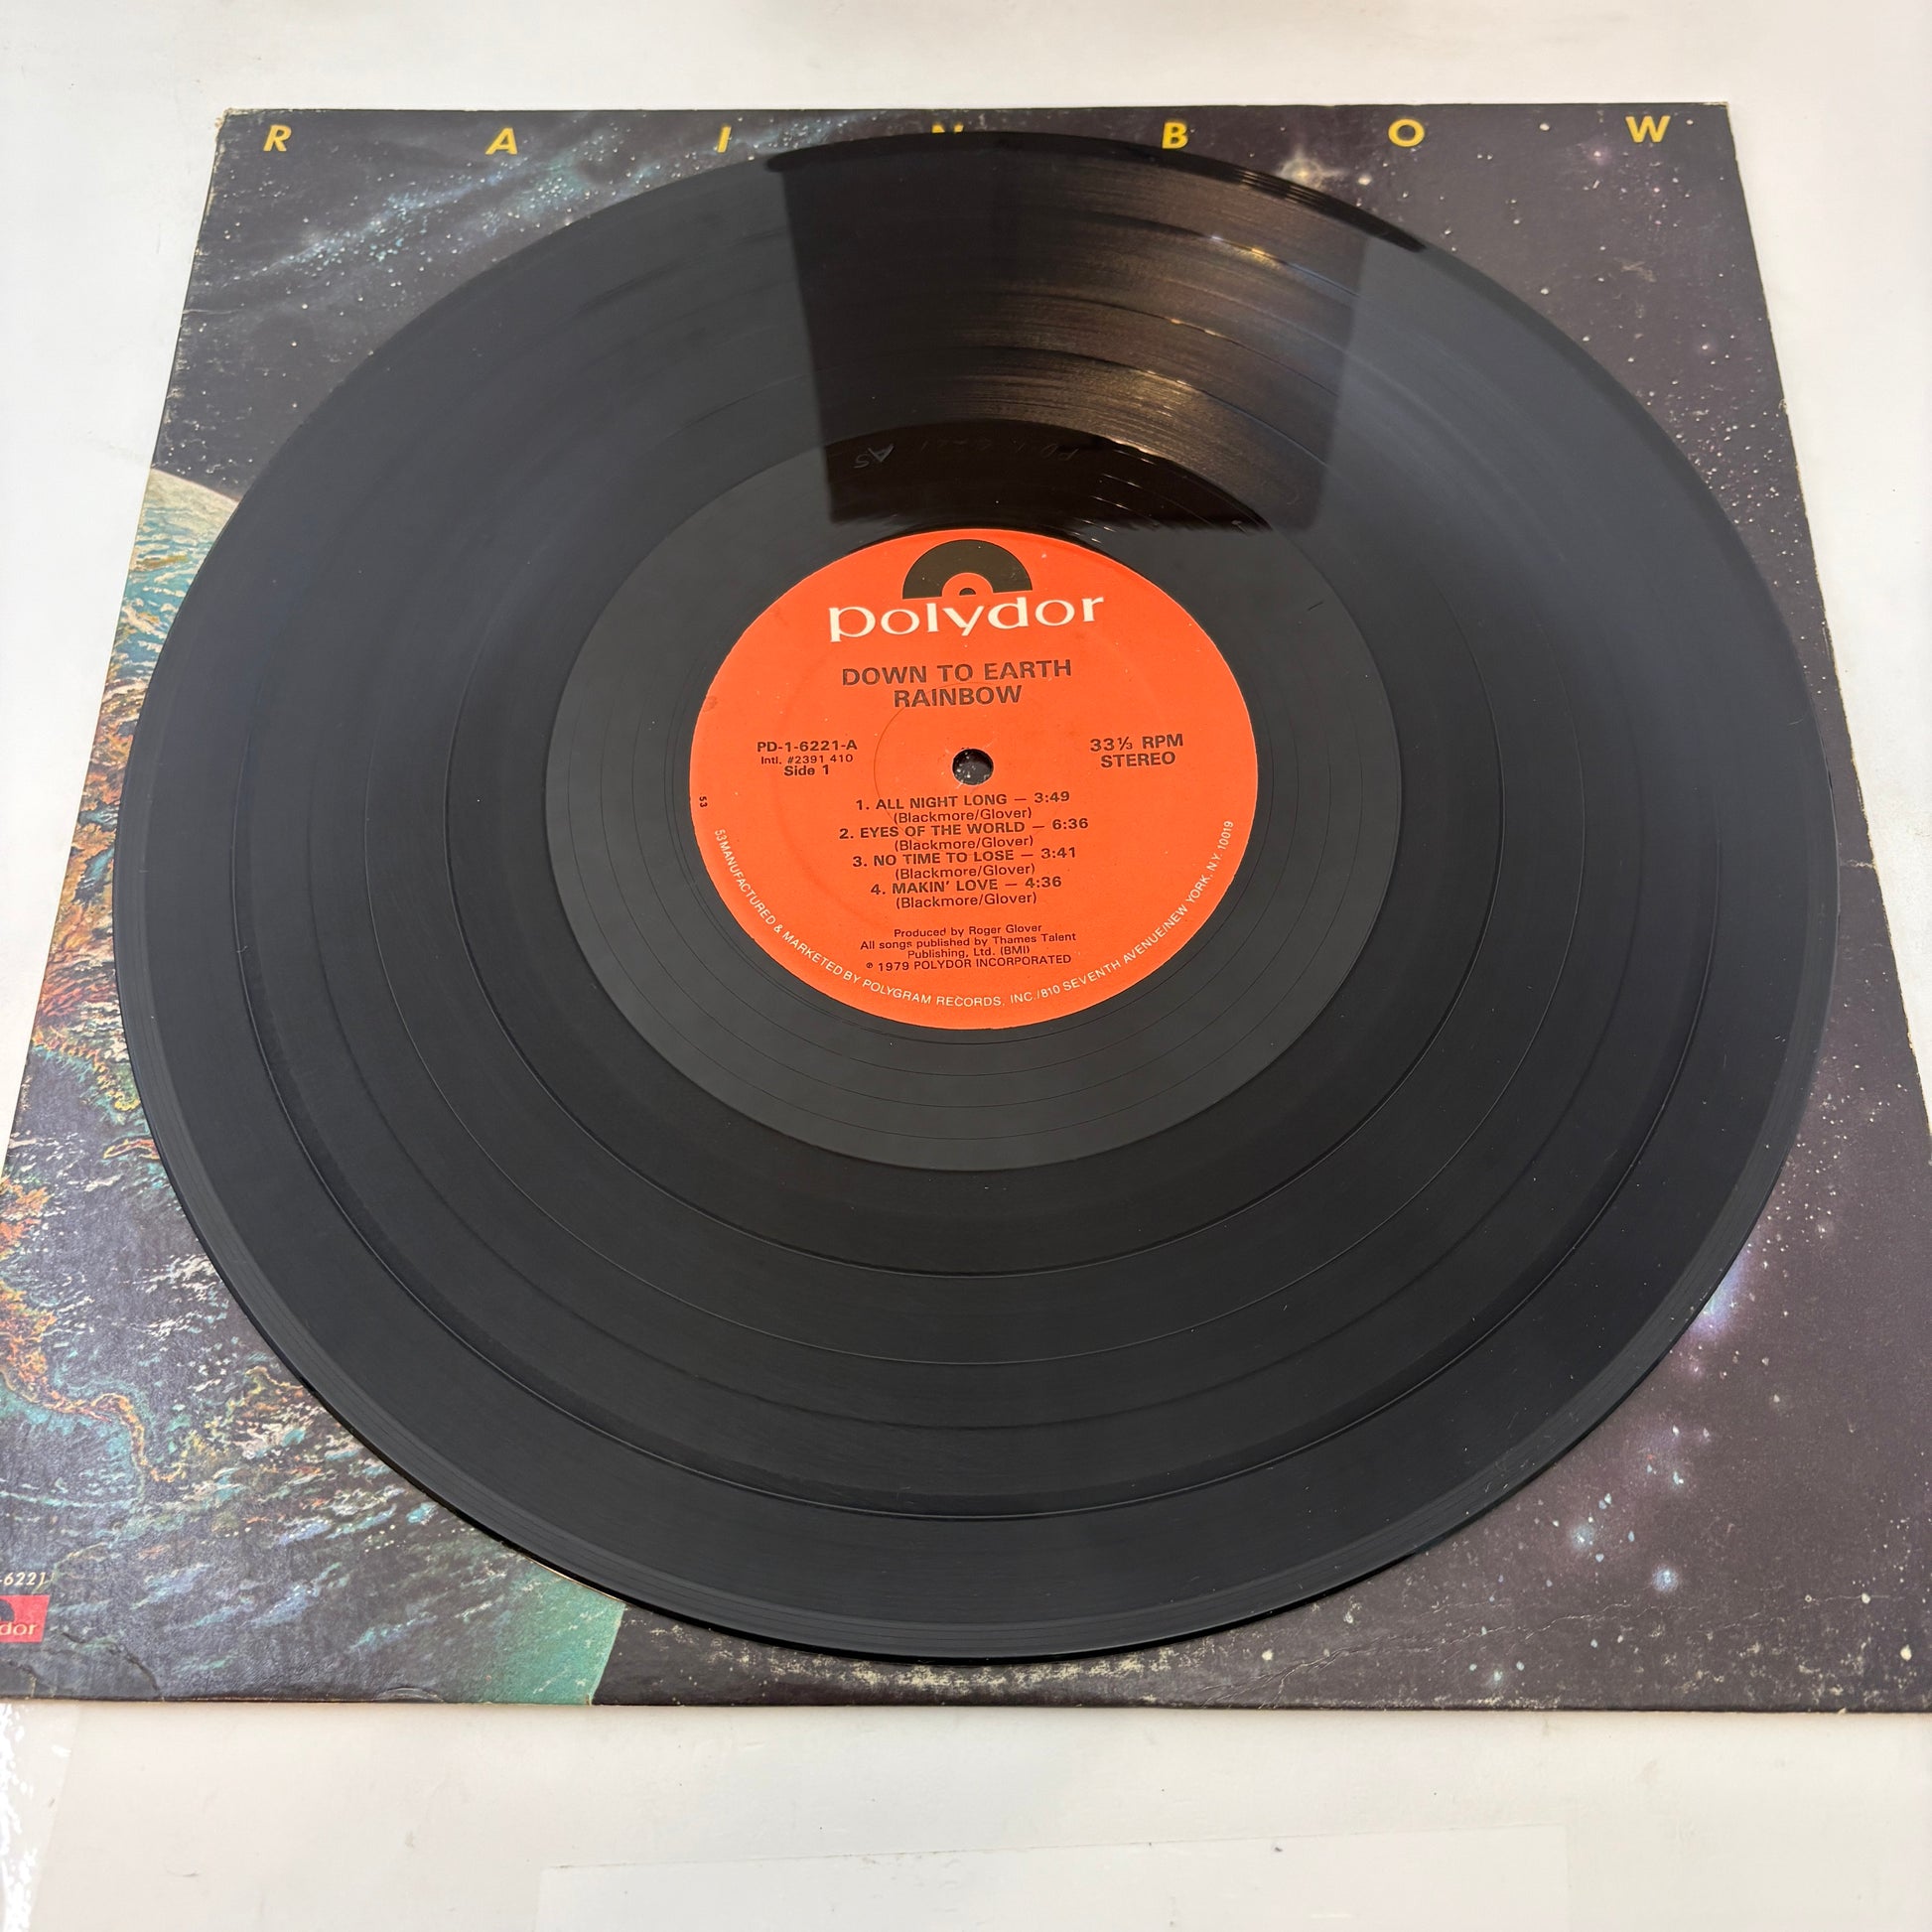 R A I N B O W
polydor
DOWN TO EARTH
RAINBOW
PD-1-6221-A
Intl. #2391 410
Side 1
33⅓ RPM
STEREO
53
1. ALL NIGHT LONG — 3:49
(Blackmore/Glover)
2. EYES OF THE WORLD — 6:36
(Blackmore/Glover)
3. NO TIME TO LOSE — 3:41
(Blackmore/Glover)
4. MAKIN' LOVE — 4:36
(Blackmore/Glover)
Produced by Roger Glover
All songs published by Thames Talent
Publishing, Ltd. (BMI)
℗ 1979 POLYDOR INCORPORATED
53 MANUFACTURED & MARKETED BY POLYGRAM RECORDS, INC./810 SEVENTH AVENUE/NEW YORK, N.Y. 10019
-6221
dor